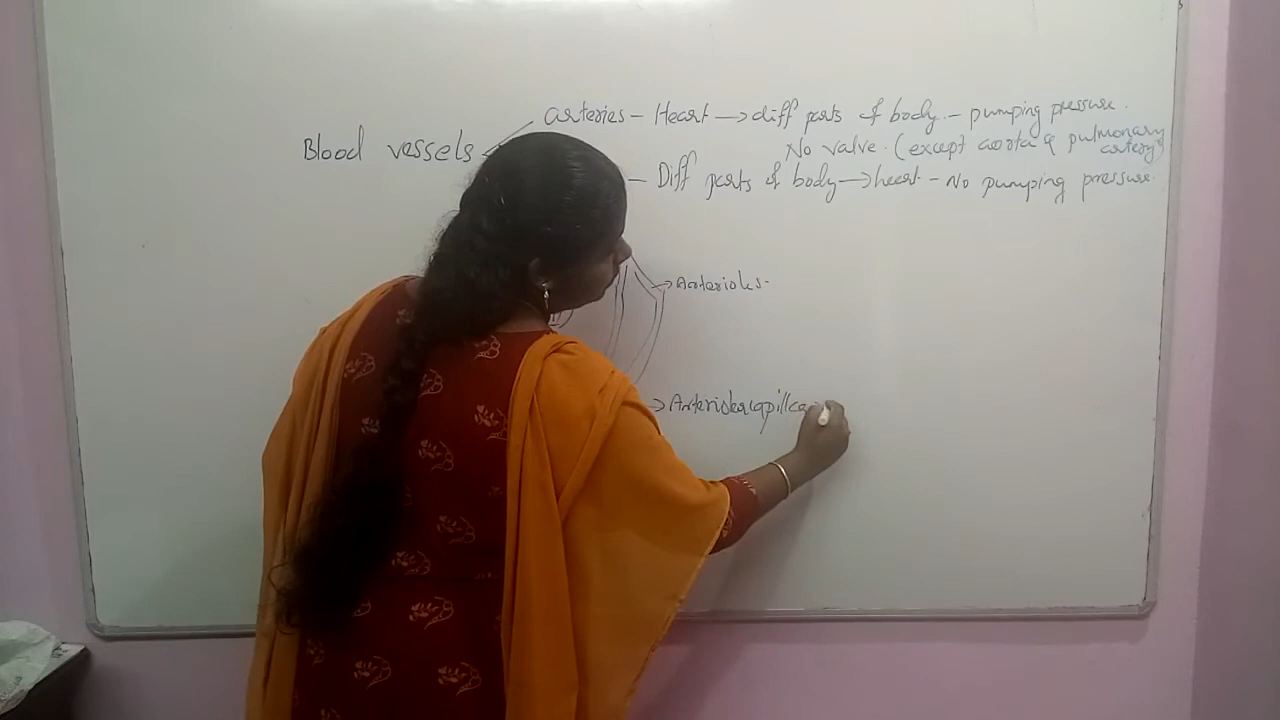 arteries – Heart → diff parts of body – pumping pressure.
Blood vessels
No valve. (except aorta & pulmonary artery)
– Diff parts of body → heart – No pumping pressure.
→ Arterioles.
→ Arteriolar capillca